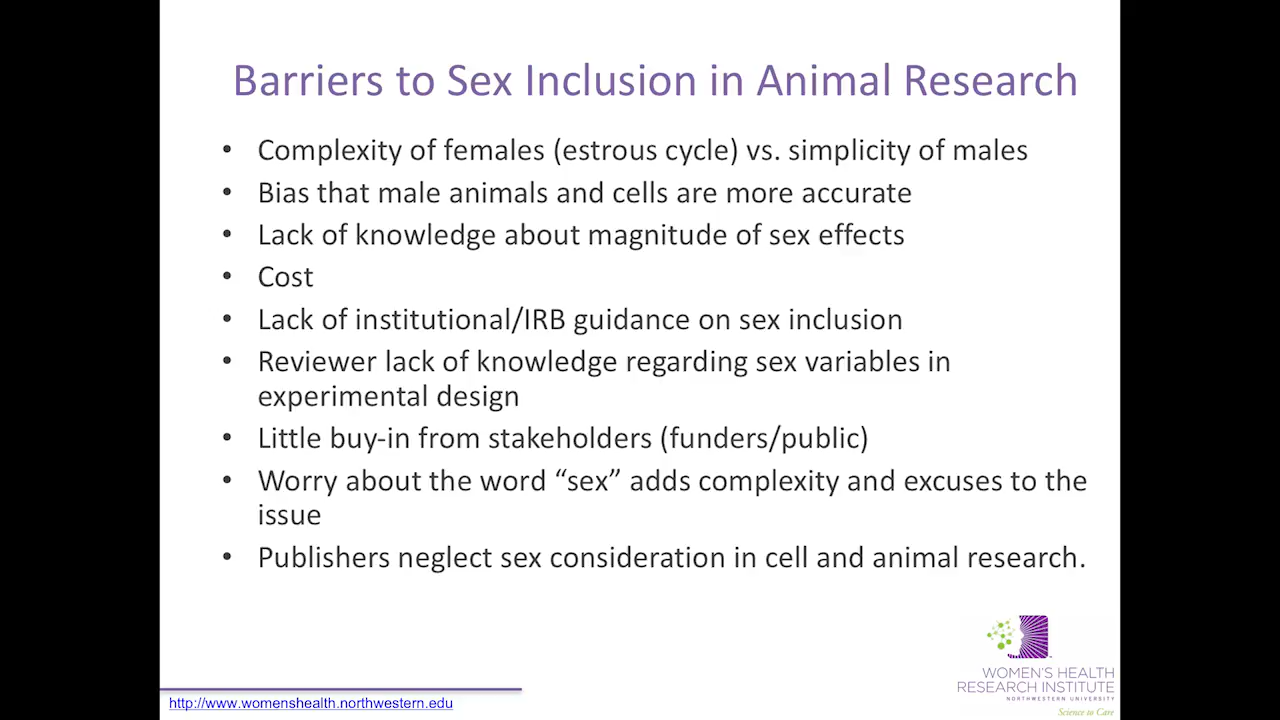 Barriers to Sex Inclusion in Animal Research
• Complexity of females (estrous cycle) vs. simplicity of males
• Bias that male animals and cells are more accurate
• Lack of knowledge about magnitude of sex effects
• Cost
• Lack of institutional/IRB guidance on sex inclusion
• Reviewer lack of knowledge regarding sex variables in
experimental design
• Little buy-in from stakeholders (funders/public)
• Worry about the word “sex” adds complexity and excuses to the
issue
• Publishers neglect sex consideration in cell and animal research.
WOMEN'S HEALTH
RESEARCH INSTITUTE
NORTHWESTERN UNIVERSITY
Science to Care
http://www.womenshealth.northwestern.edu